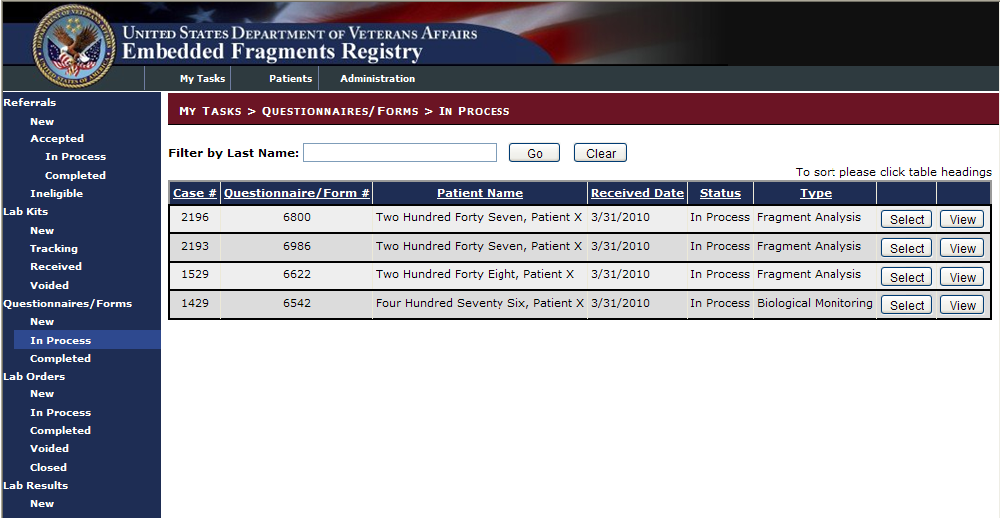 UNITED STATES DEPARTMENT OF VETERANS AFFAIRS
Embedded Fragments Registry
My Tasks Patients Administration
Referrals
New
Accepted
In Process
Completed
Ineligible
Lab Kits
New
Tracking
Received
Voided
Questionnaires/Forms
New
In Process
Completed
Lab Orders
New
In Process
Completed
Voided
Closed
Lab Results
New
MY TASKS > QUESTIONNAIRES/FORMS > IN PROCESS
Filter by Last Name: Go Clear
To sort please click table headings
Case # Questionnaire/Form # Patient Name Received Date Status Type
2196 6800 Two Hundred Forty Seven, Patient X 3/31/2010 In Process Fragment Analysis Select View
2193 6986 Two Hundred Forty Seven, Patient X 3/31/2010 In Process Fragment Analysis Select View
1529 6622 Two Hundred Forty Eight, Patient X 3/31/2010 In Process Fragment Analysis Select View
1429 6542 Four Hundred Seventy Six, Patient X 3/31/2010 In Process Biological Monitoring Select View